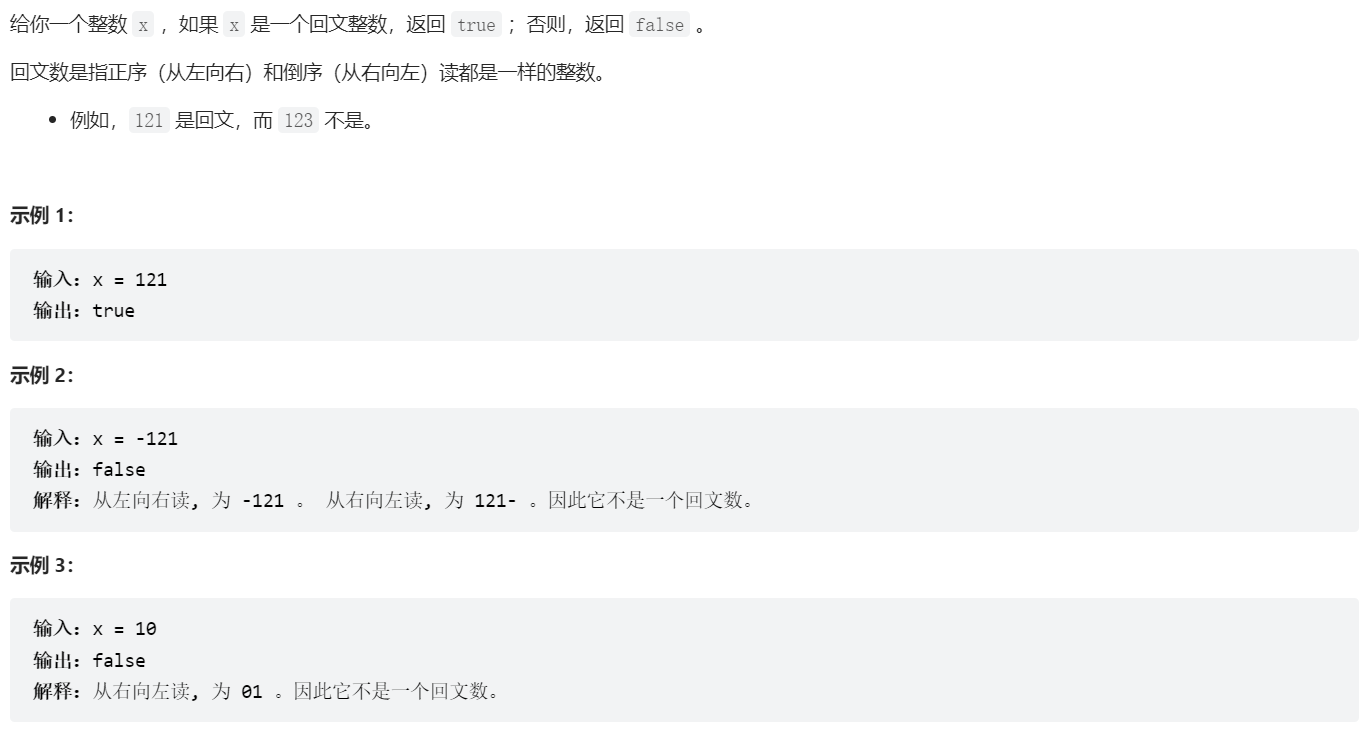 给你一个整数 x ，如果 x 是一个回文整数，返回 true ；否则，返回 false 。
回文数是指正序（从左向右）和倒序（从右向左）读都是一样的整数。
• 例如，121 是回文，而 123 不是。
示例 1：
输入：x = 121
输出：true
示例 2：
输入：x = -121
输出：false
解释：从左向右读, 为 -121 。 从右向左读, 为 121- 。因此它不是一个回文数。
示例 3：
输入：x = 10
输出：false
解释：从右向左读, 为 01 。因此它不是一个回文数。